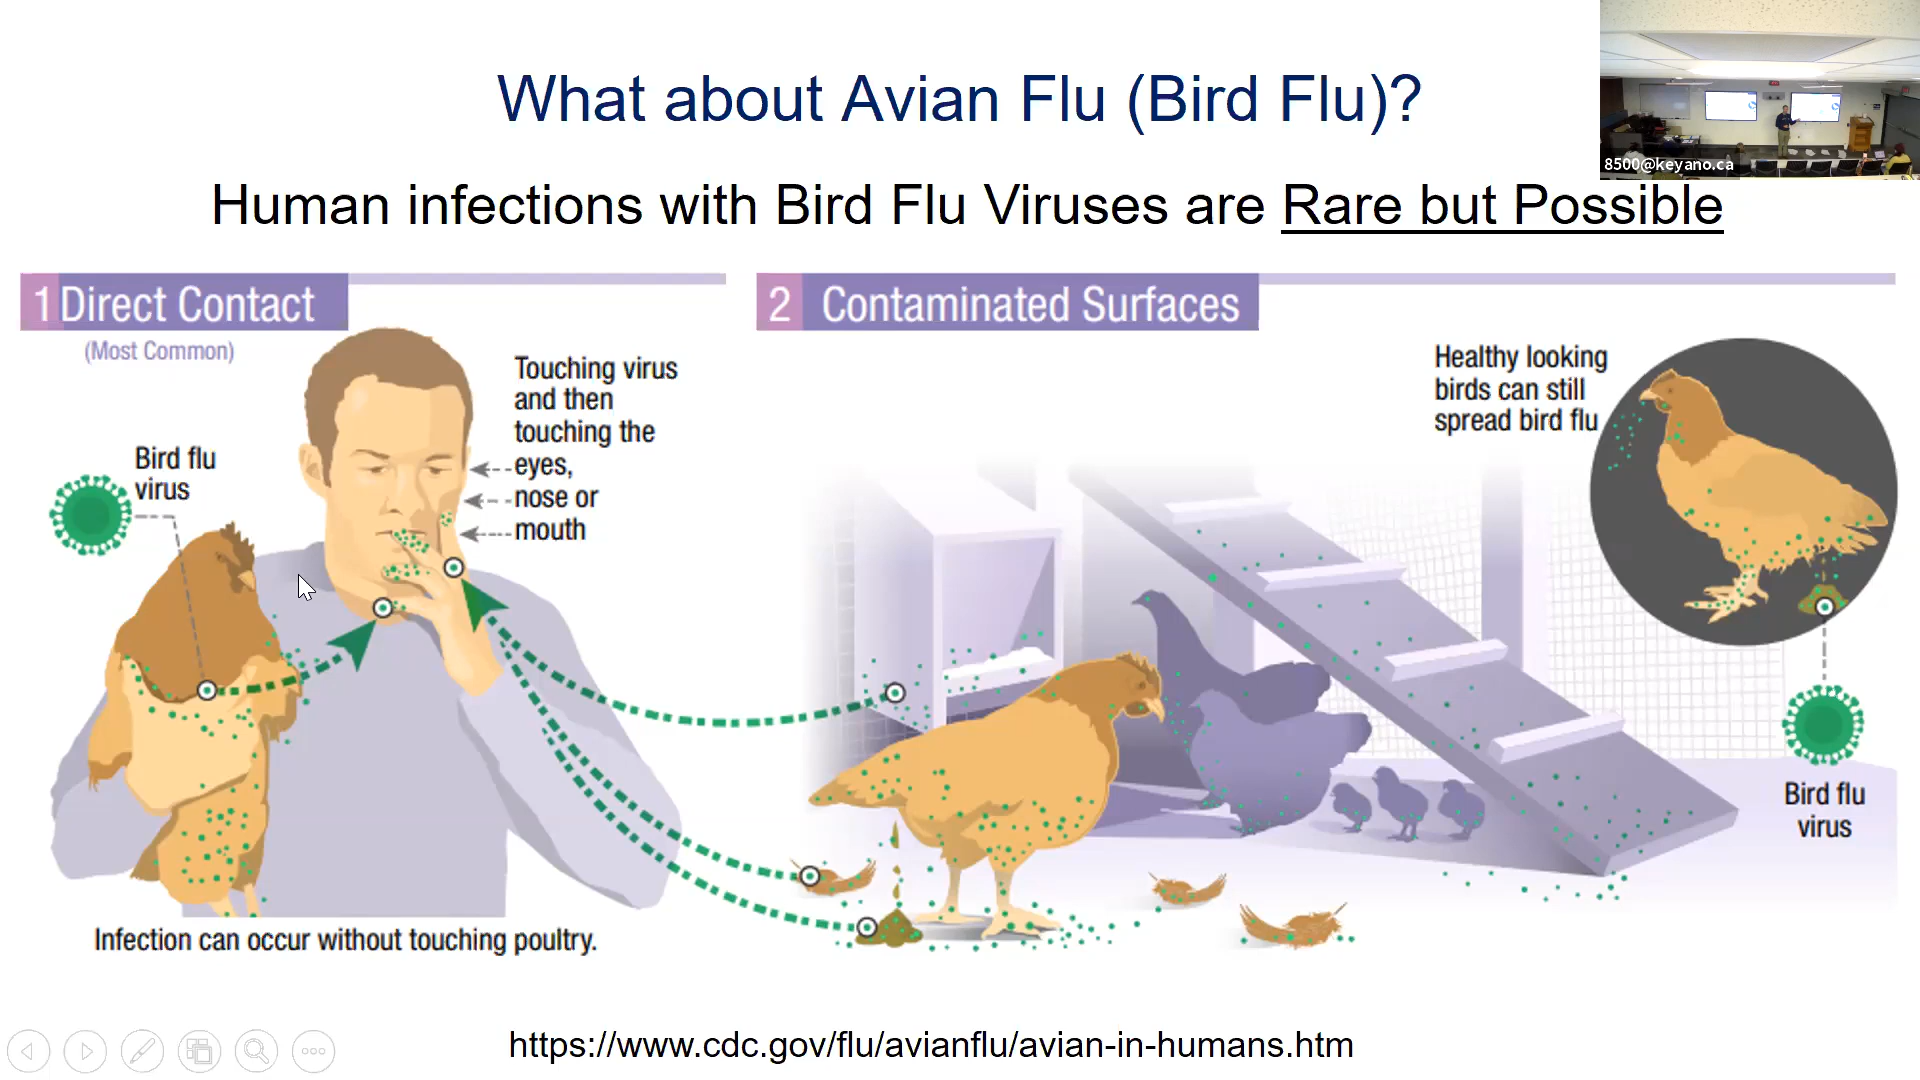 What about Avian Flu (Bird Flu)?
8500@keyano.ca
Human infections with Bird Flu Viruses are Rare but Possible
1 Direct Contact
(Most Common)
Touching virus
and then
touching the
eyes,
nose or
mouth
Bird flu
virus
Infection can occur without touching poultry.
2 Contaminated Surfaces
Healthy looking
birds can still
spread bird flu
Bird flu
virus
https://www.cdc.gov/flu/avianflu/avian-in-humans.htm